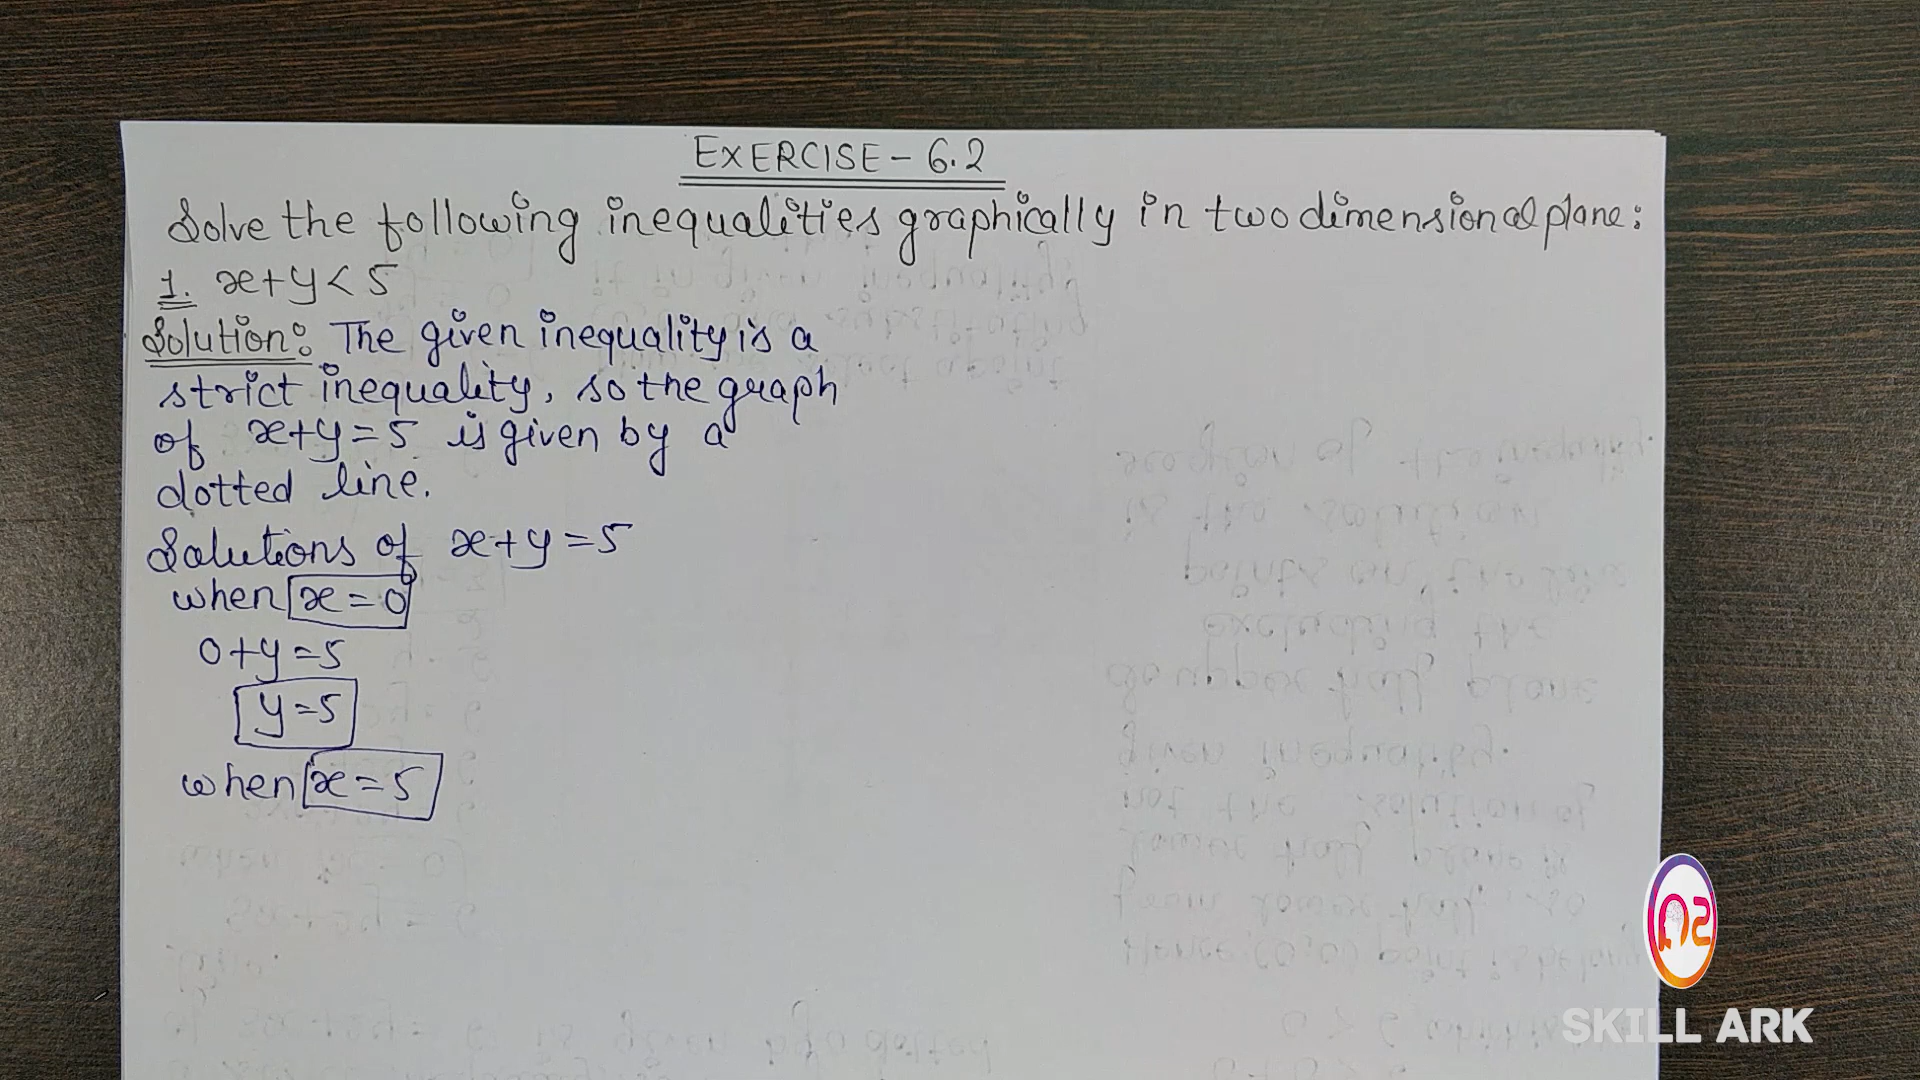 EXERCISE - 6.2
Solve the following inequalities graphically in two dimensional plane:
1. x+y<5
Solution: The given inequality is a
strict inequality, so the graph
of x+y=5 is given by a
dotted line.
Solutions of x+y=5
when x=0
0+y=5
y=5
when x=5
SKILL ARK